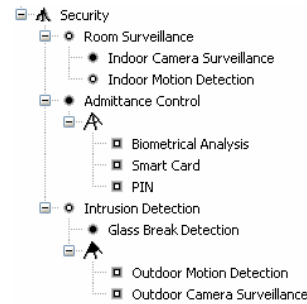 Security
Room Surveillance
Indoor Camera Surveillance
Indoor Motion Detection
Admittance Control
Biometrical Analysis
Smart Card
PIN
Intrusion Detection
Glass Break Detection
Outdoor Motion Detection
Outdoor Camera Surveillance